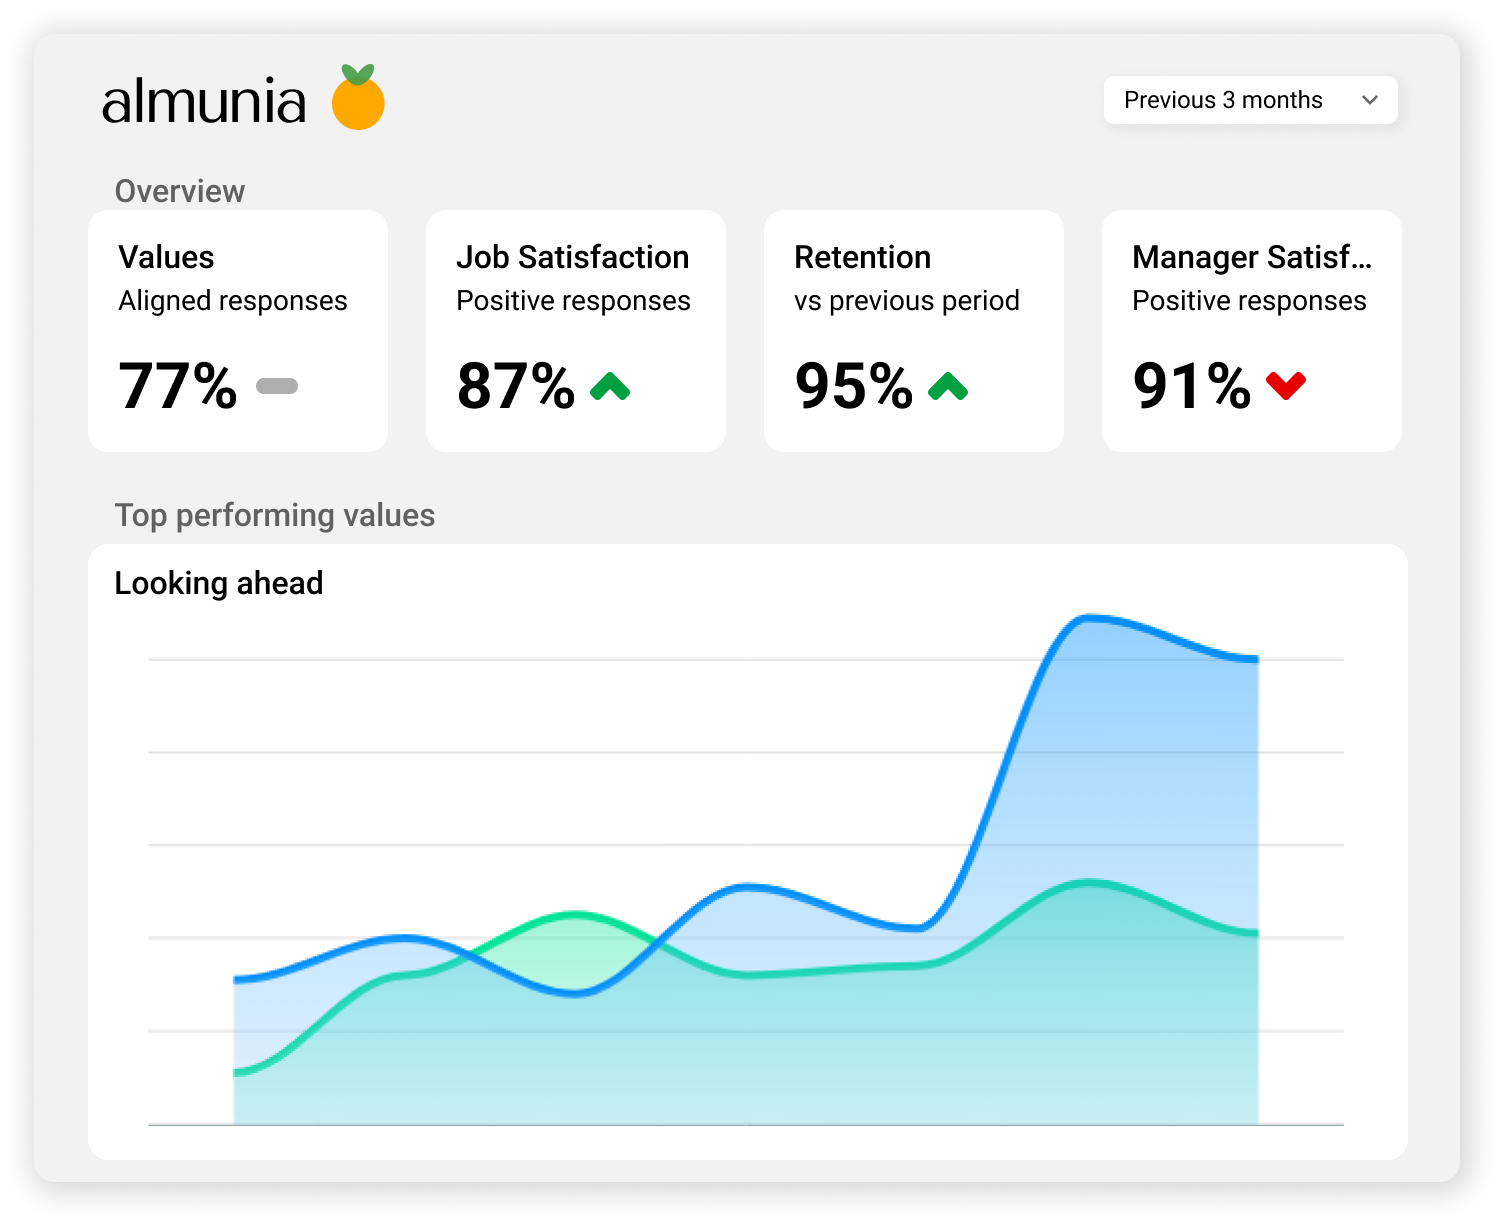 almunia
Previous 3 months
Overview
Values
Aligned responses
77%
Job Satisfaction
Positive responses
87%
Retention
vs previous period
95%
Manager Satisf...
Positive responses
91%
Top performing values
Looking ahead